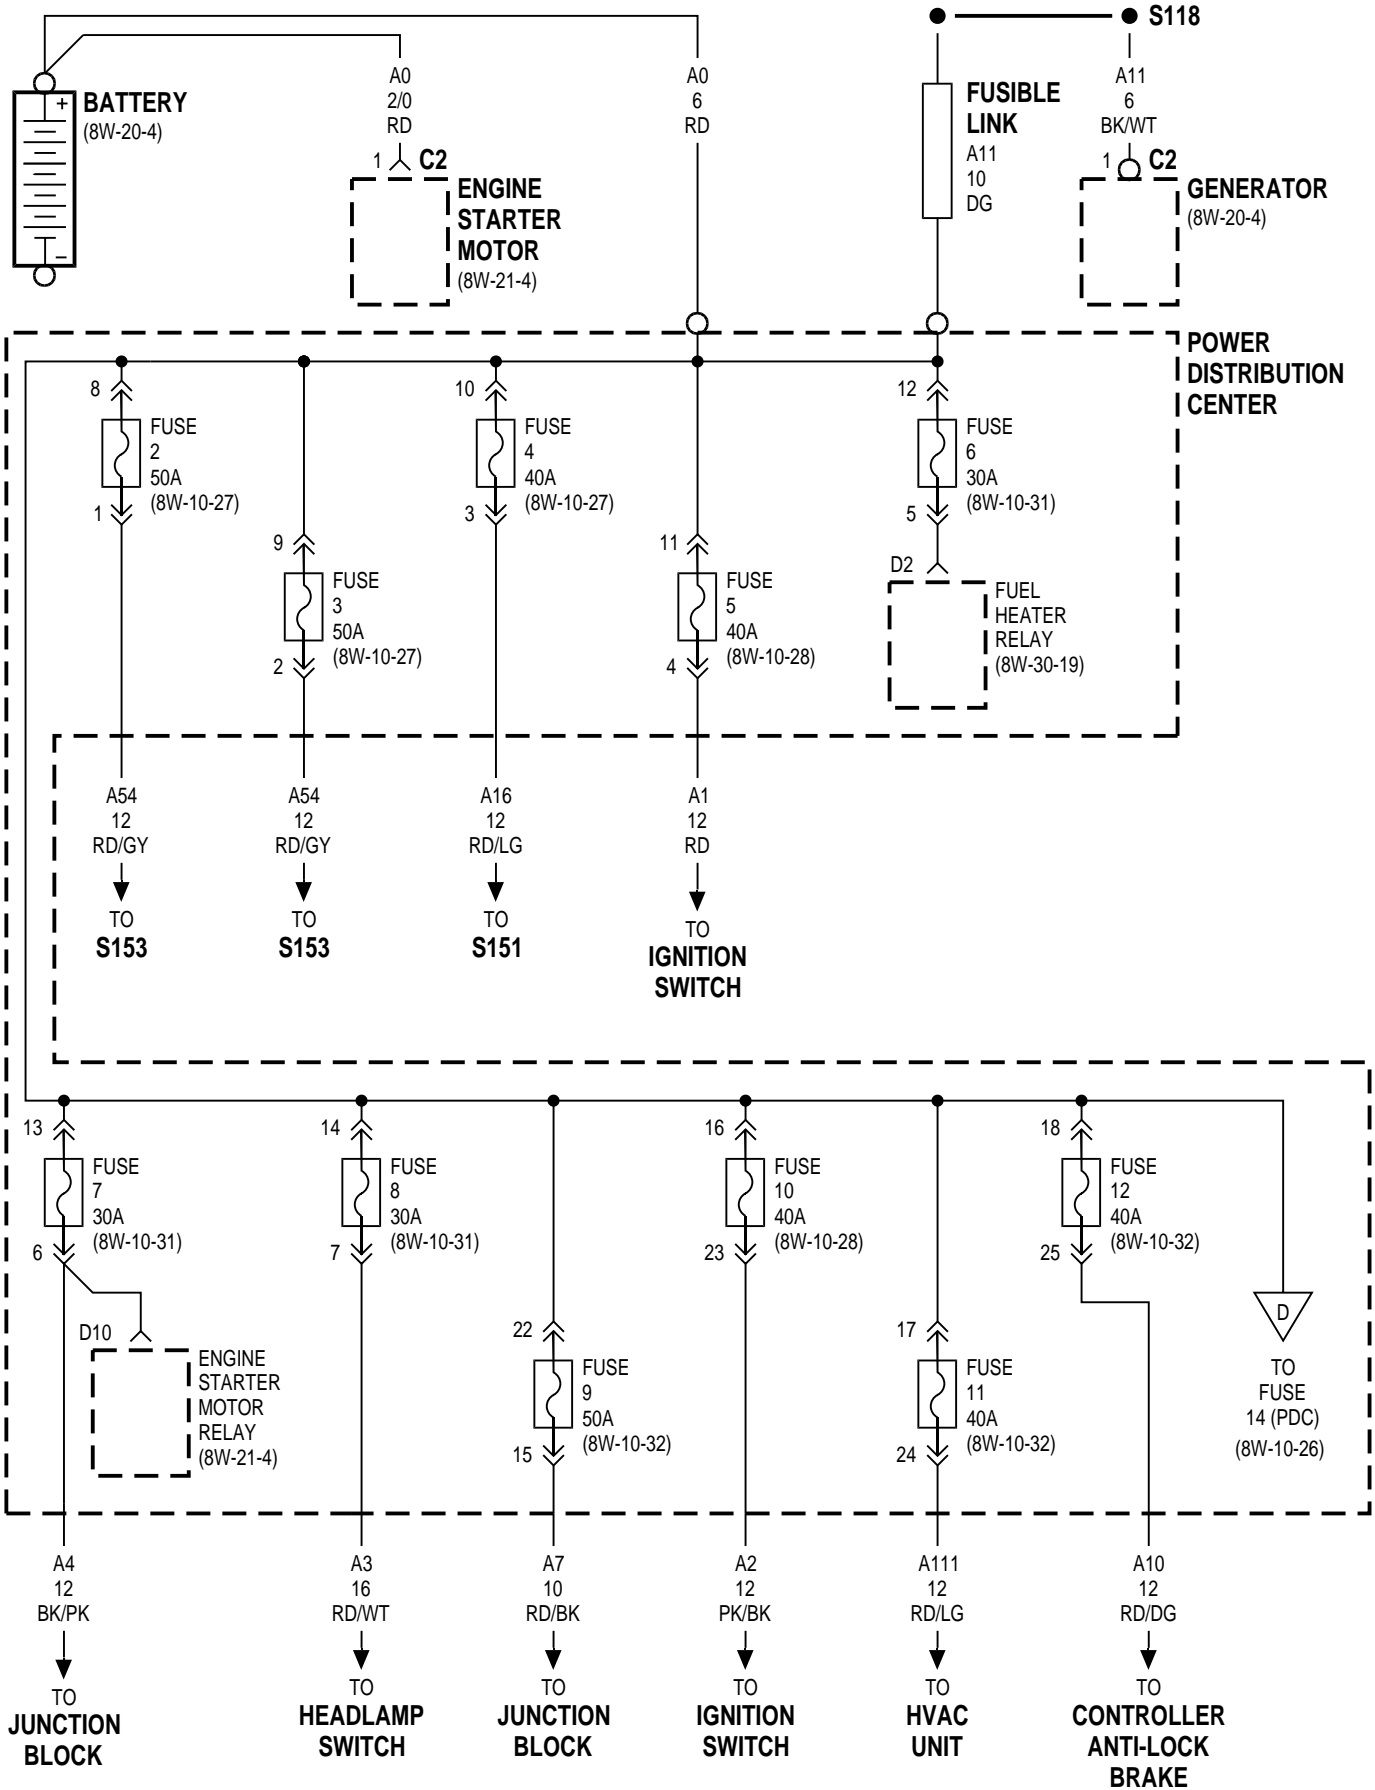 S118
A0
2/0
RD
A0
6
RD
A11
6
BK/WT
+
BATTERY
(8W-20-4)
−
FUSIBLE
LINK
A11
10
DG
1
C2
ENGINE
STARTER
MOTOR
(8W-21-4)
1
C2
GENERATOR
(8W-20-4)
POWER
DISTRIBUTION
CENTER
8
FUSE
2
50A
(8W-10-27)
1
9
FUSE
3
50A
(8W-10-27)
2
10
FUSE
4
40A
(8W-10-27)
3
11
FUSE
5
40A
(8W-10-28)
4
12
FUSE
6
30A
(8W-10-31)
5
D2
FUEL
HEATER
RELAY
(8W-30-19)
A54
12
RD/GY
TO
S153
A54
12
RD/GY
TO
S153
A16
12
RD/LG
TO
S151
A1
12
RD
TO
IGNITION
SWITCH
13
FUSE
7
30A
(8W-10-31)
6
D10
ENGINE
STARTER
MOTOR
RELAY
(8W-21-4)
14
FUSE
8
30A
(8W-10-31)
7
22
FUSE
9
50A
(8W-10-32)
15
16
FUSE
10
40A
(8W-10-28)
23
17
FUSE
11
40A
(8W-10-32)
24
18
FUSE
12
40A
(8W-10-32)
25
D
TO
FUSE
14 (PDC)
(8W-10-26)
A4
12
BK/PK
TO
JUNCTION
BLOCK
A3
16
RD/WT
TO
HEADLAMP
SWITCH
A7
10
RD/BK
TO
JUNCTION
BLOCK
A2
12
PK/BK
TO
IGNITION
SWITCH
A111
12
RD/LG
TO
HVAC
UNIT
A10
12
RD/DG
TO
CONTROLLER
ANTI-LOCK
BRAKE